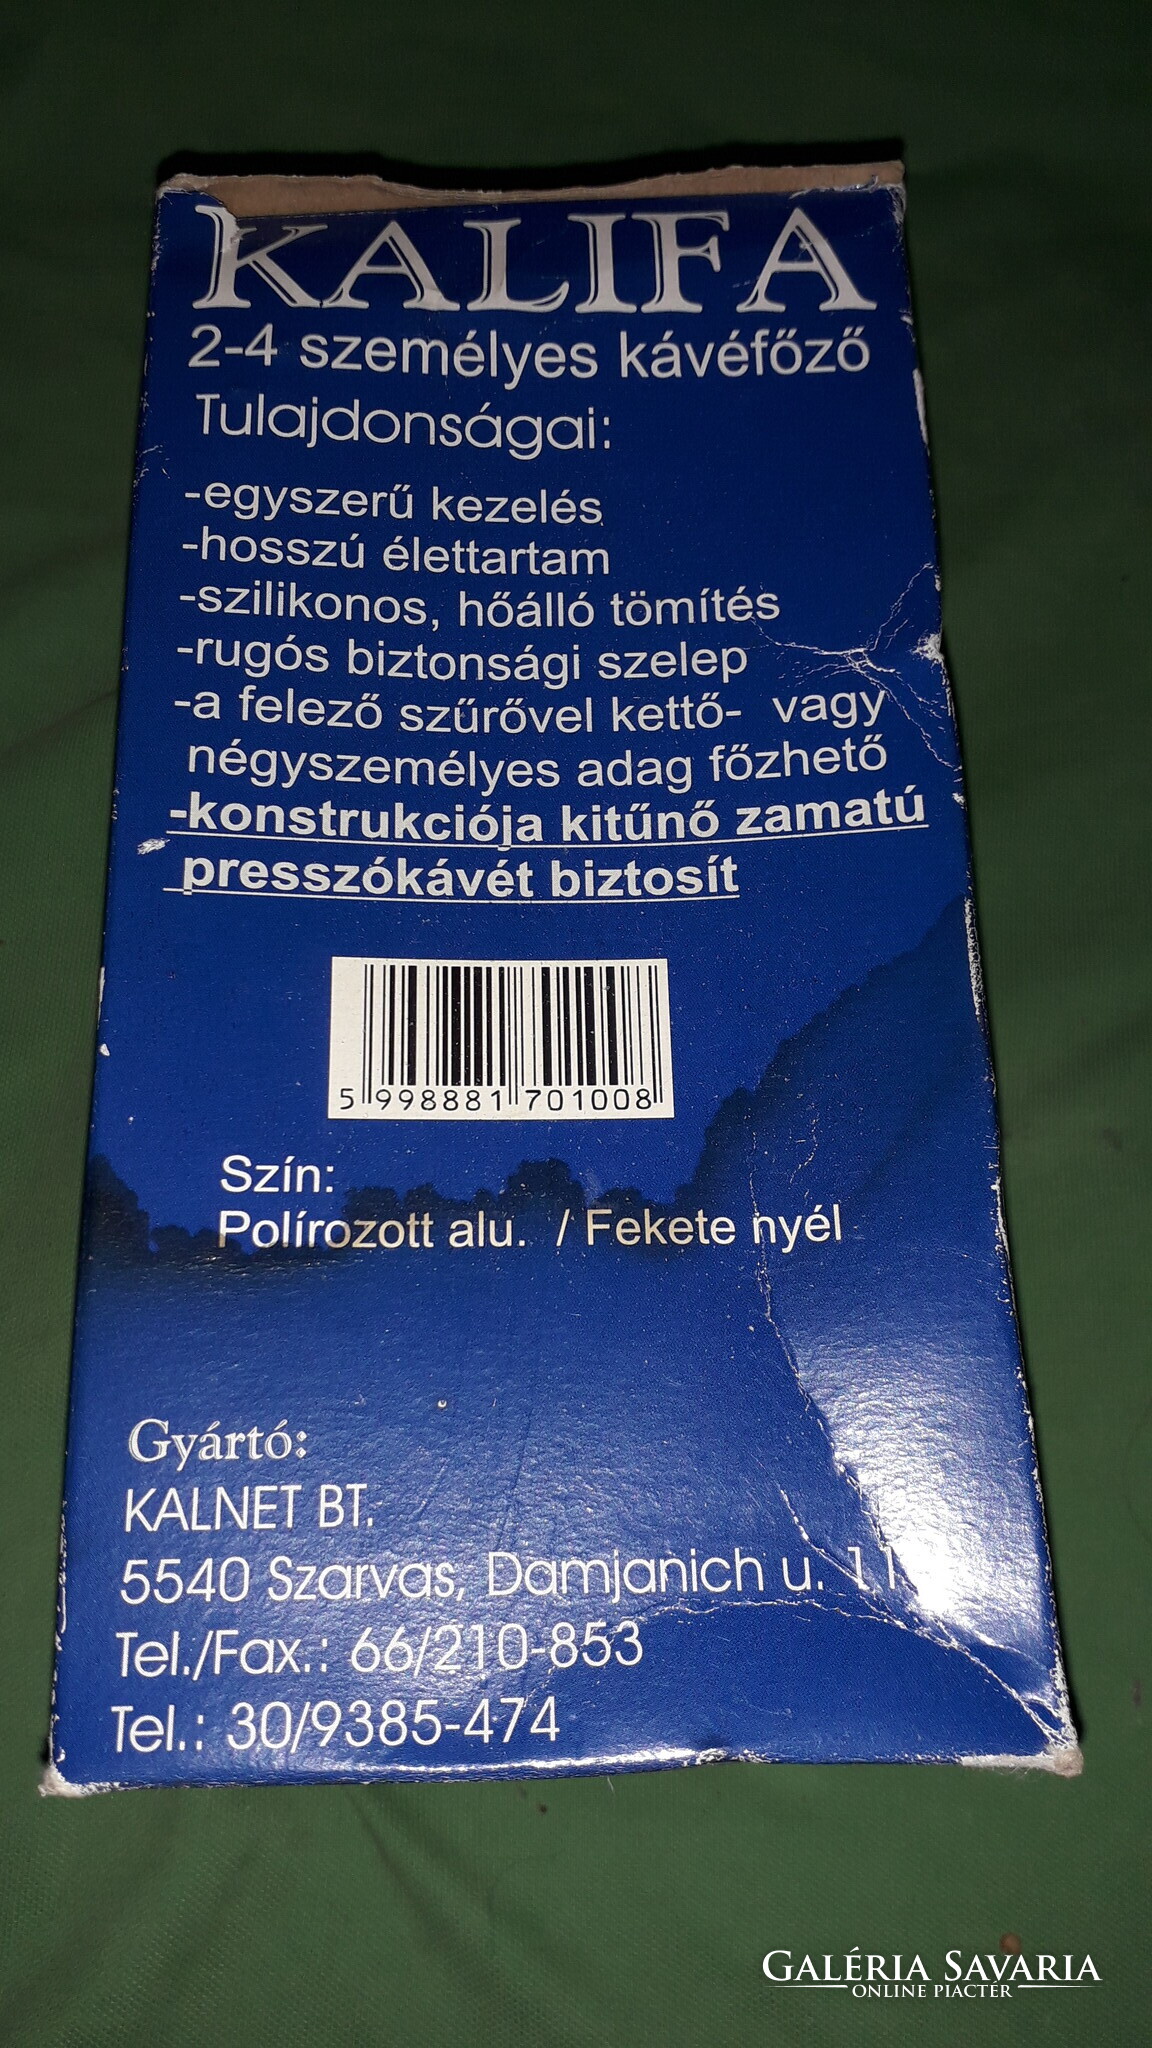 KALIFA
2-4 személyes kávéfőző
Tulajdonságai:
-egyszerű kezelés
-hosszú élettartam
-szilikonos, hőálló tömítés
-rugós biztonsági szelep
-a felező szűrővel kettő- vagy
négyszemélyes adag főzhető
-konstrukciója kitűnő zamatú
presszókávét biztosít
5 998881 701008
Szín:
Polírozott alu. / Fekete nyél
Gyártó:
KALNET BT.
5540 Szarvas, Damjanich u.
Tel./Fax.: 66/210-853
Tel.: 30/9385-474
GALÉRIA SAVARIA
ONLINE PIACTÉR